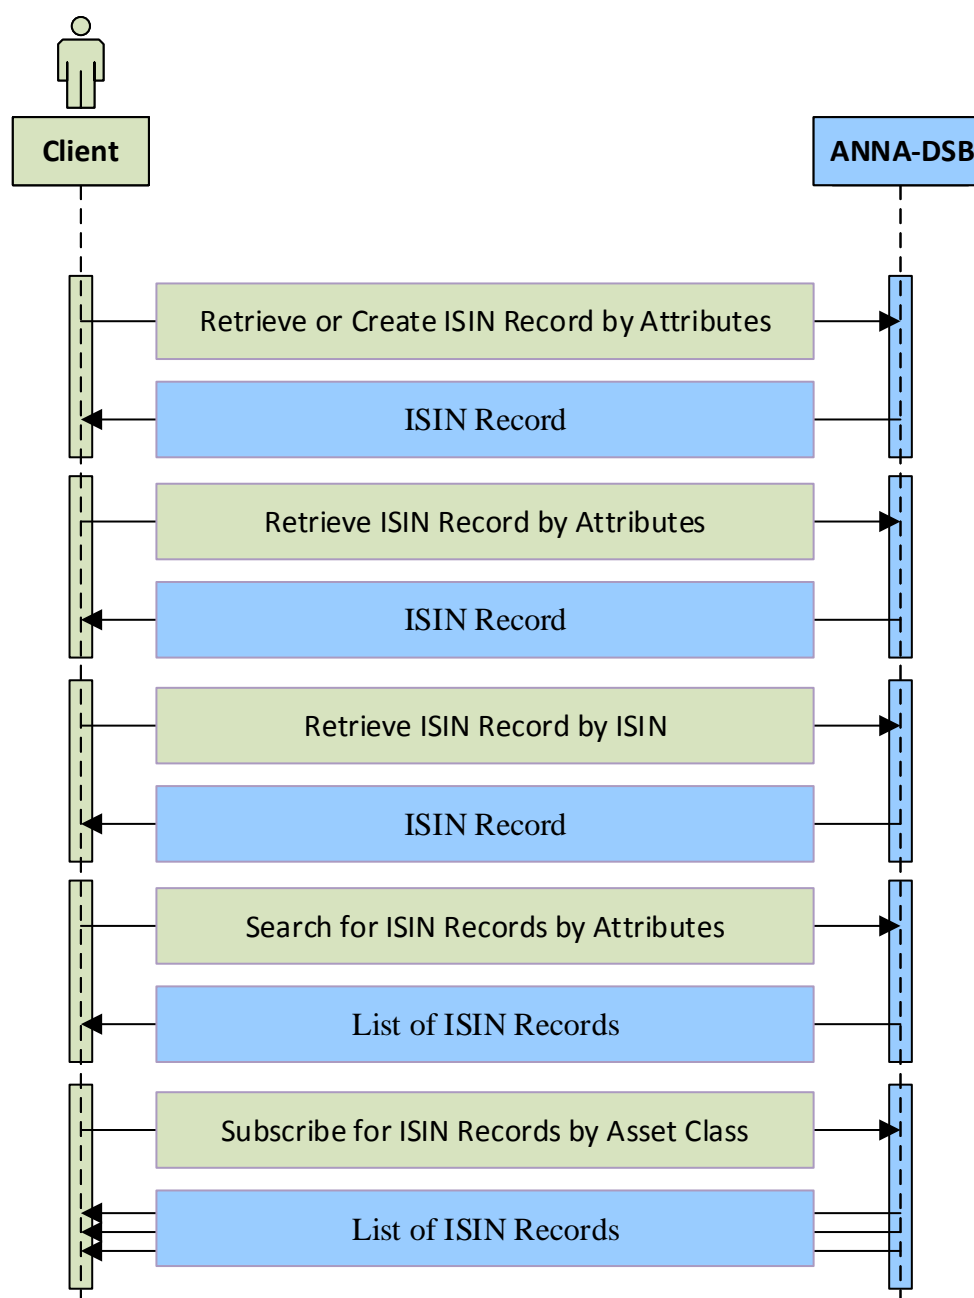 Client
ANNA-DSB
Retrieve or Create ISIN Record by Attributes
ISIN Record
Retrieve ISIN Record by Attributes
ISIN Record
Retrieve ISIN Record by ISIN
ISIN Record
Search for ISIN Records by Attributes
List of ISIN Records
Subscribe for ISIN Records by Asset Class
List of ISIN Records